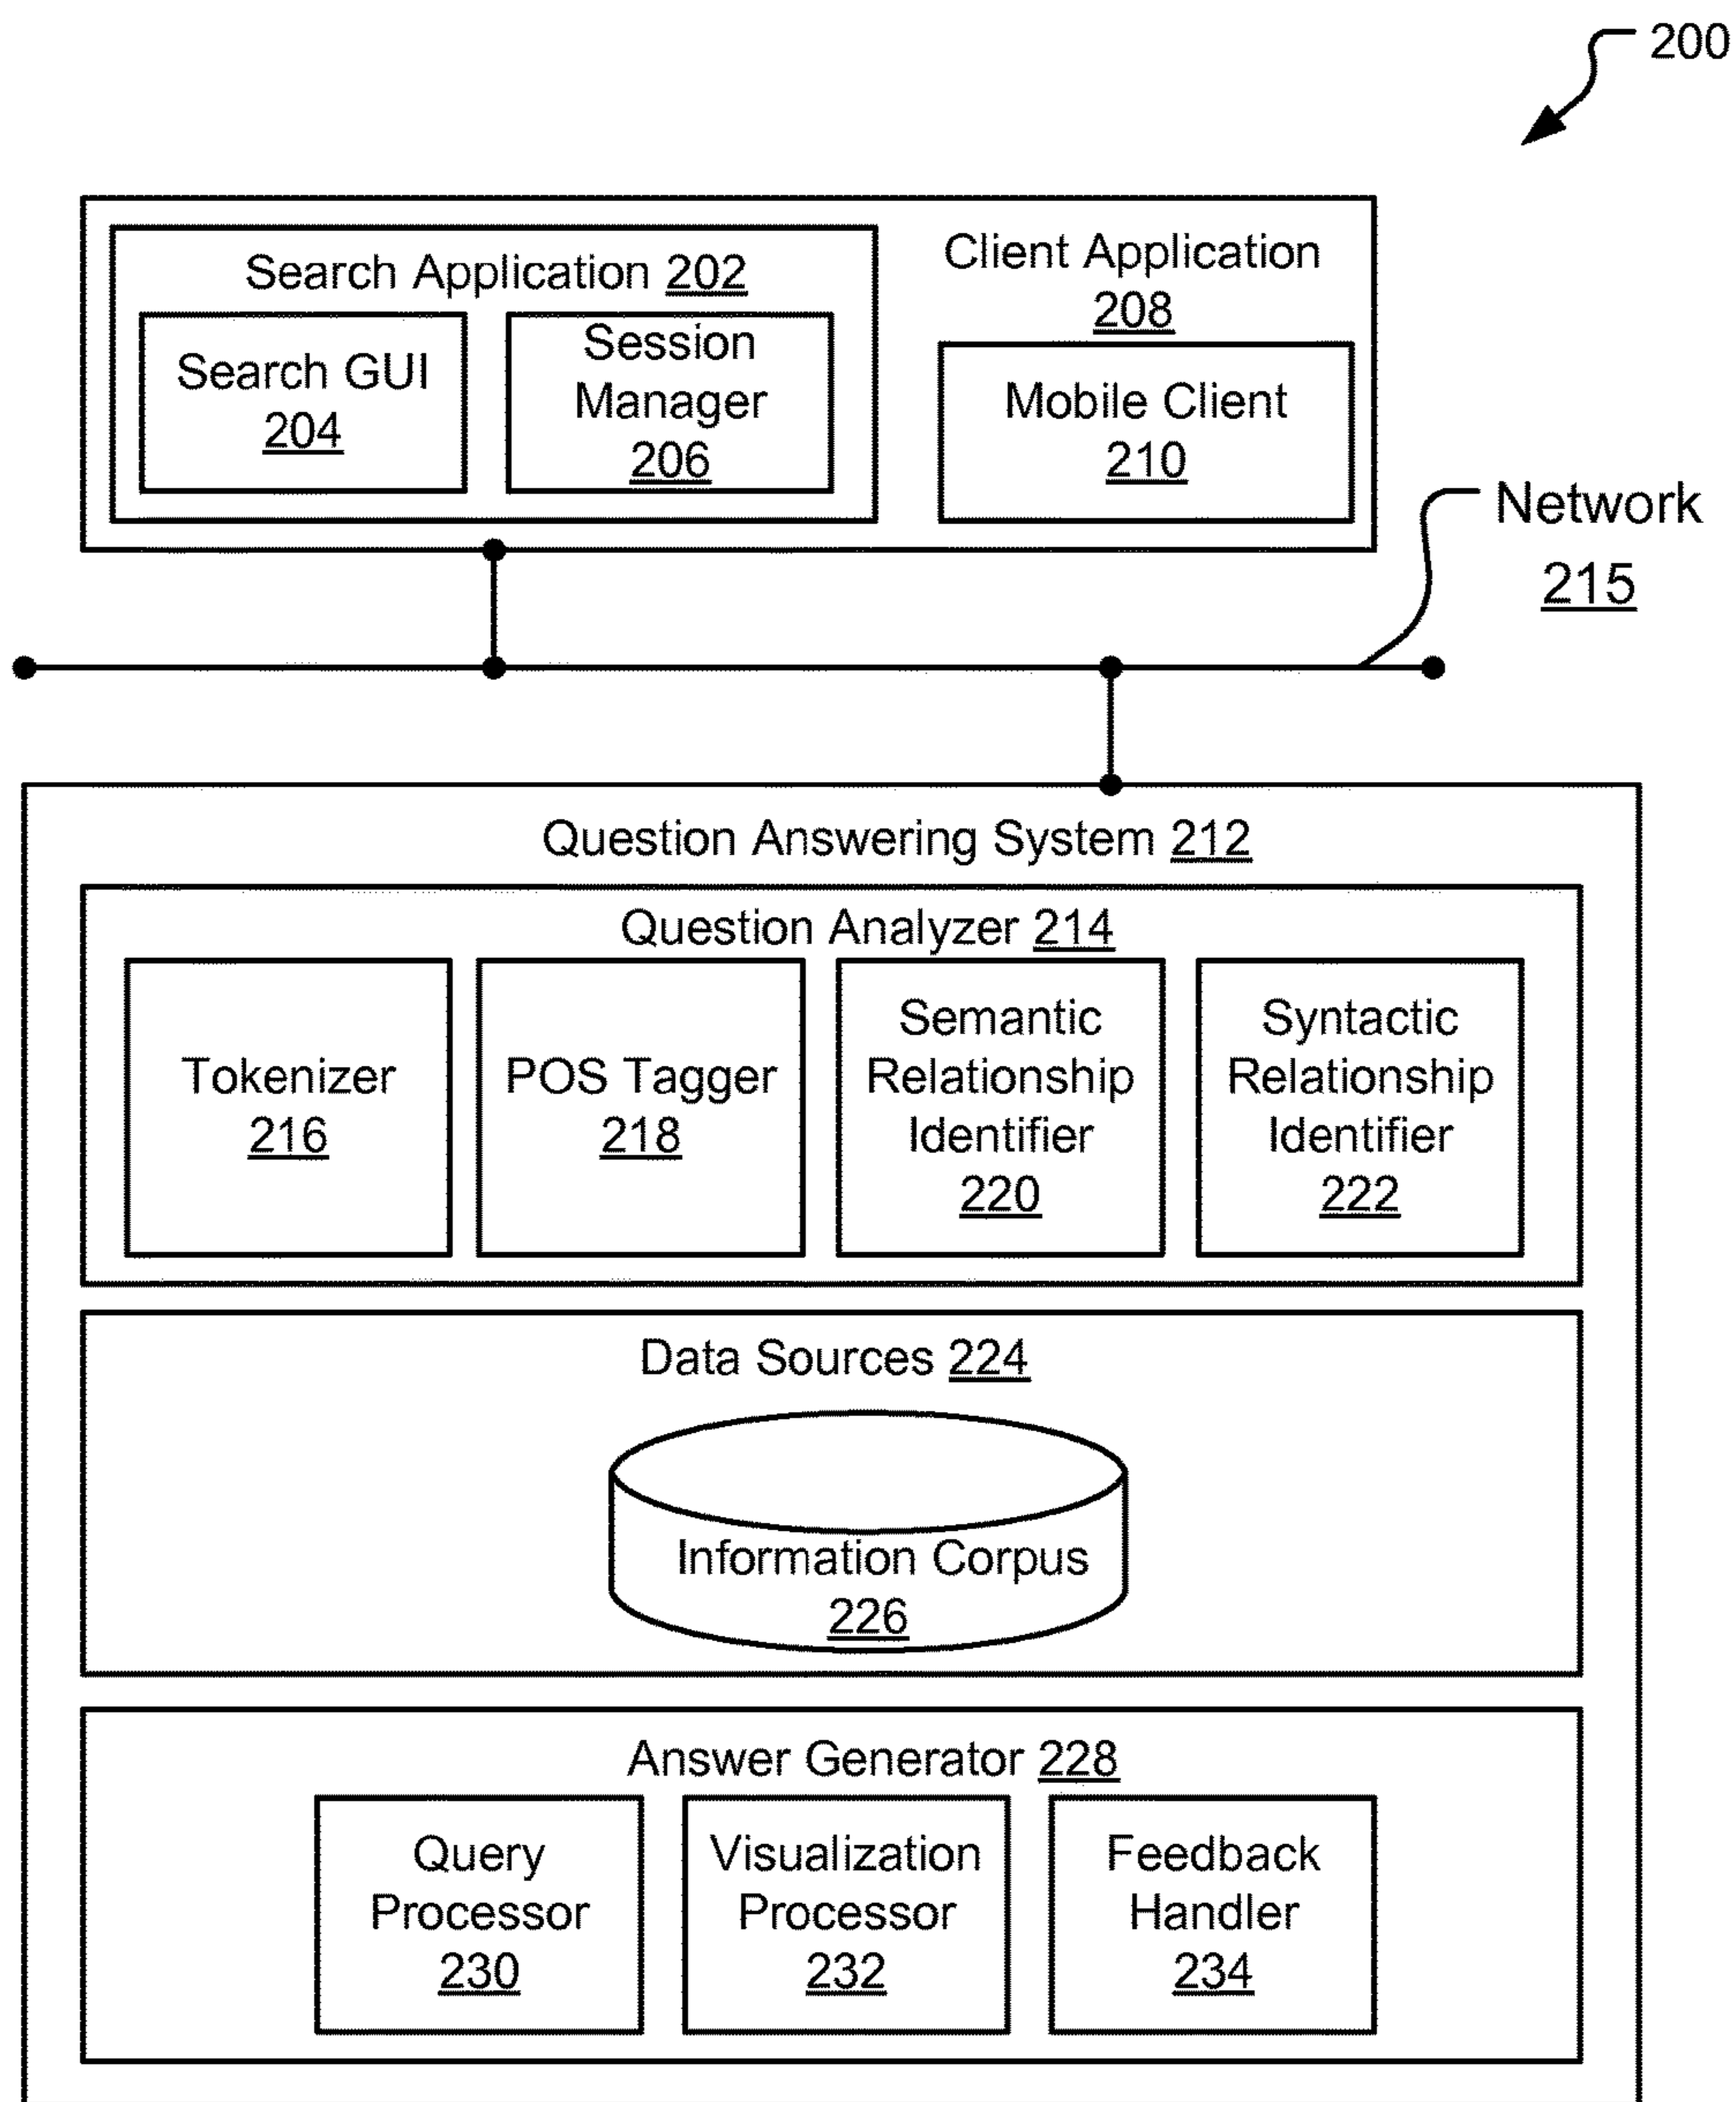 200
Search Application 202
Client Application
208
Search GUI
204
Session
Manager
206
Mobile Client
210
Network
215
Question Answering System 212
Question Analyzer 214
Tokenizer
216
POS Tagger
218
Semantic
Relationship
Identifier
220
Syntactic
Relationship
Identifier
222
Data Sources 224
Information Corpus
226
Answer Generator 228
Query
Processor
230
Visualization
Processor
232
Feedback
Handler
234